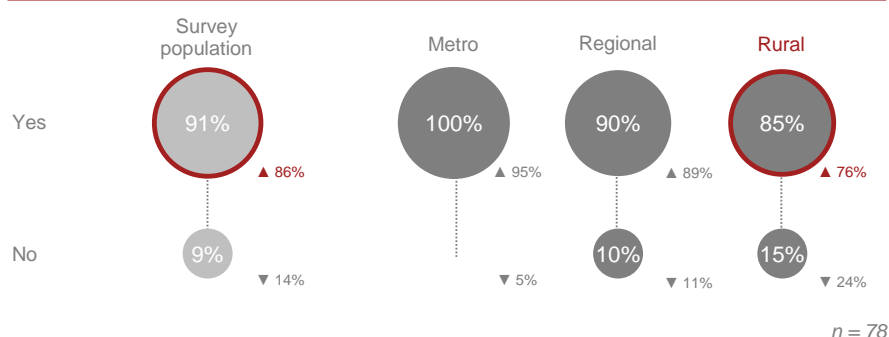 Survey
population
Metro
Regional
Rural
Yes
91%
100%
90%
85%
▲ 86%
▲ 95%
▲ 89%
▲ 76%
No
9%
10%
15%
▼ 14%
▼ 5%
▼ 11%
▼ 24%
n = 78